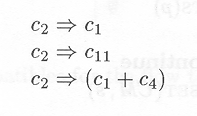 c₂ ⇒ c₁
c₂ ⇒ c₁₁
c₂ ⇒ (c₁ + c₄)